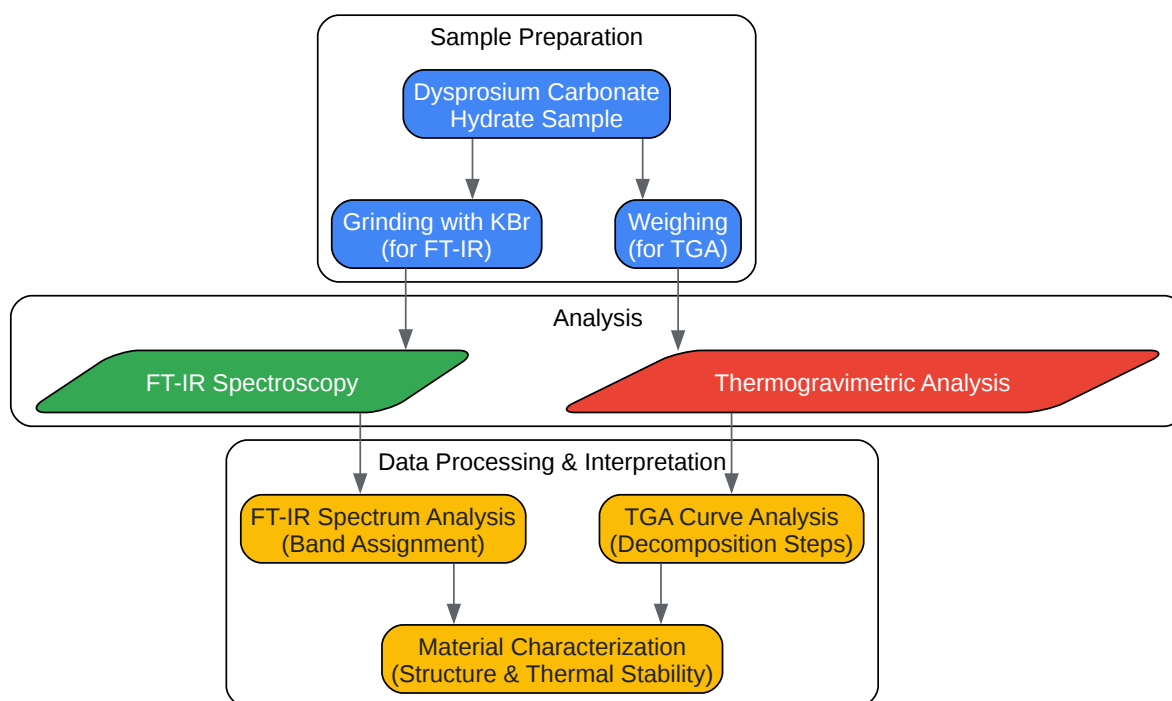 Sample Preparation
Dysprosium Carbonate
Hydrate Sample
Grinding with KBr
(for FT-IR)
Weighing
(for TGA)
Analysis
FT-IR Spectroscopy
Thermogravimetric Analysis
Data Processing & Interpretation
FT-IR Spectrum Analysis
(Band Assignment)
TGA Curve Analysis
(Decomposition Steps)
Material Characterization
(Structure & Thermal Stability)